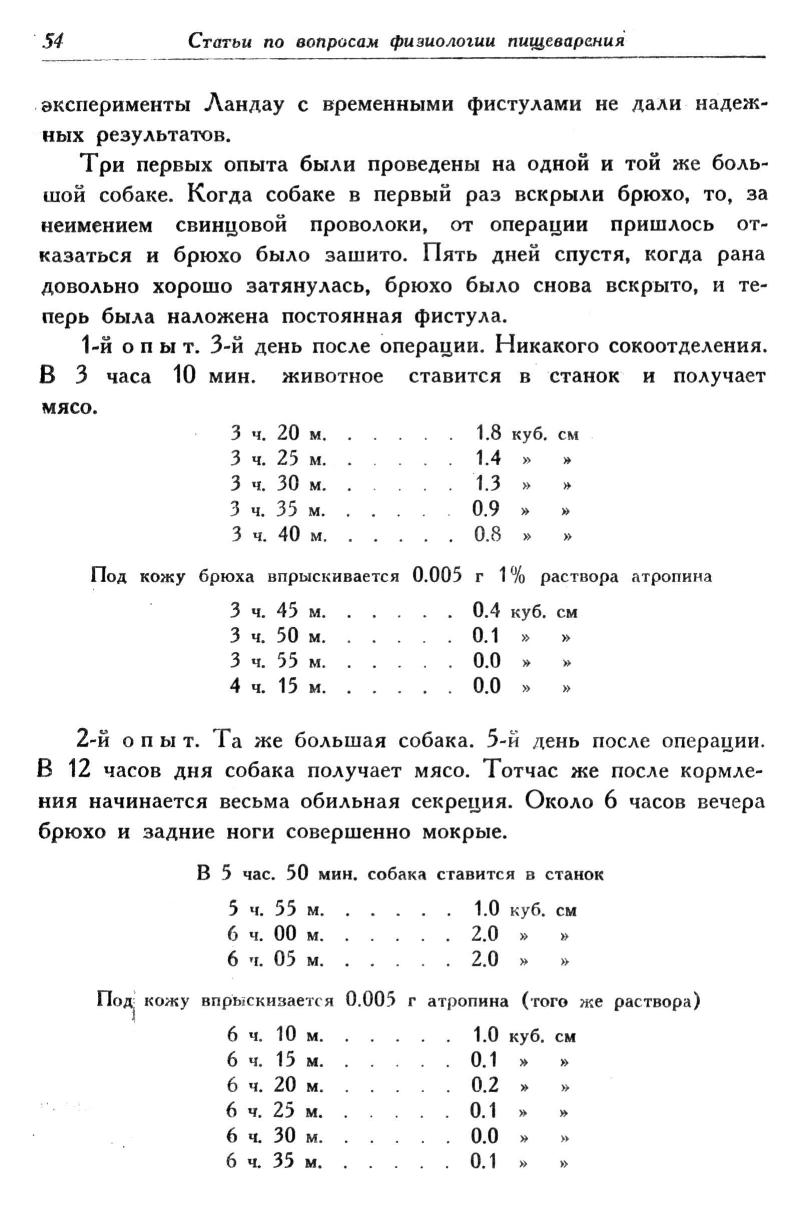 54 Статьи по вопросам физиологии пищеварения
эксперименты Ландау с временными фистулами не дали надеж-
ных результатов.
Три первых опыта были проведены на одной и той же боль-
шой собаке. Когда собаке в первый раз вскрыли брюхо, то, за
неимением свинцовой проволоки, от операции пришлось от-
казаться и брюхо было зашито. Пять дней спустя, когда рана
довольно хорошо затянулась, брюхо было снова вскрыто, и те-
перь была наложена постоянная фистула.
1-й опыт. 3-й день после операции. Никакого сокоотделения.
В 3 часа 10 мин. животное ставится в станок и получает
мясо.
3 ч. 20 м. . . . . . 1.8 куб. см
3 ч. 25 м. . . . . . 1.4 » »
3 ч. 30 м. . . . . . 1.3 » »
3 ч. 35 м. . . . . . 0.9 » »
3 ч. 40 м. . . . . . 0.8 » »
Под кожу брюха впрыскивается 0.005 г 1% раствора атропина
3 ч. 45 м. . . . . . 0.4 куб. см
3 ч. 50 м. . . . . . 0.1 » »
3 ч. 55 м. . . . . . 0.0 » »
4 ч. 15 м. . . . . . 0.0 » »
2-й опыт. Та же большая собака. 5-й день после операции.
В 12 часов дня собака получает мясо. Тотчас же после кормле-
ния начинается весьма обильная секреция. Около 6 часов вечера
брюхо и задние ноги совершенно мокрые.
В 5 час. 50 мин. собака ставится в станок
5 ч. 55 м. . . . . . 1.0 куб. см
6 ч. 00 м. . . . . . 2.0 » »
6 ч. 05 м. . . . . . 2.0 » »
Под кожу впрыскивается 0.005 г атропина (того же раствора)
6 ч. 10 м. . . . . . 1.0 куб. см
6 ч. 15 м. . . . . . 0.1 » »
6 ч. 20 м. . . . . . 0.2 » »
6 ч. 25 м. . . . . . 0.1 » »
6 ч. 30 м. . . . . . 0.0 » »
6 ч. 35 м. . . . . . 0.1 » »